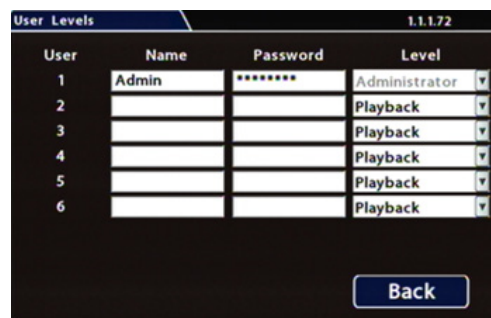 User Levels 1.1.1.72
User Name Password Level
1 Admin ******** Administrator
2 Playback
3 Playback
4 Playback
5 Playback
6 Playback
Back